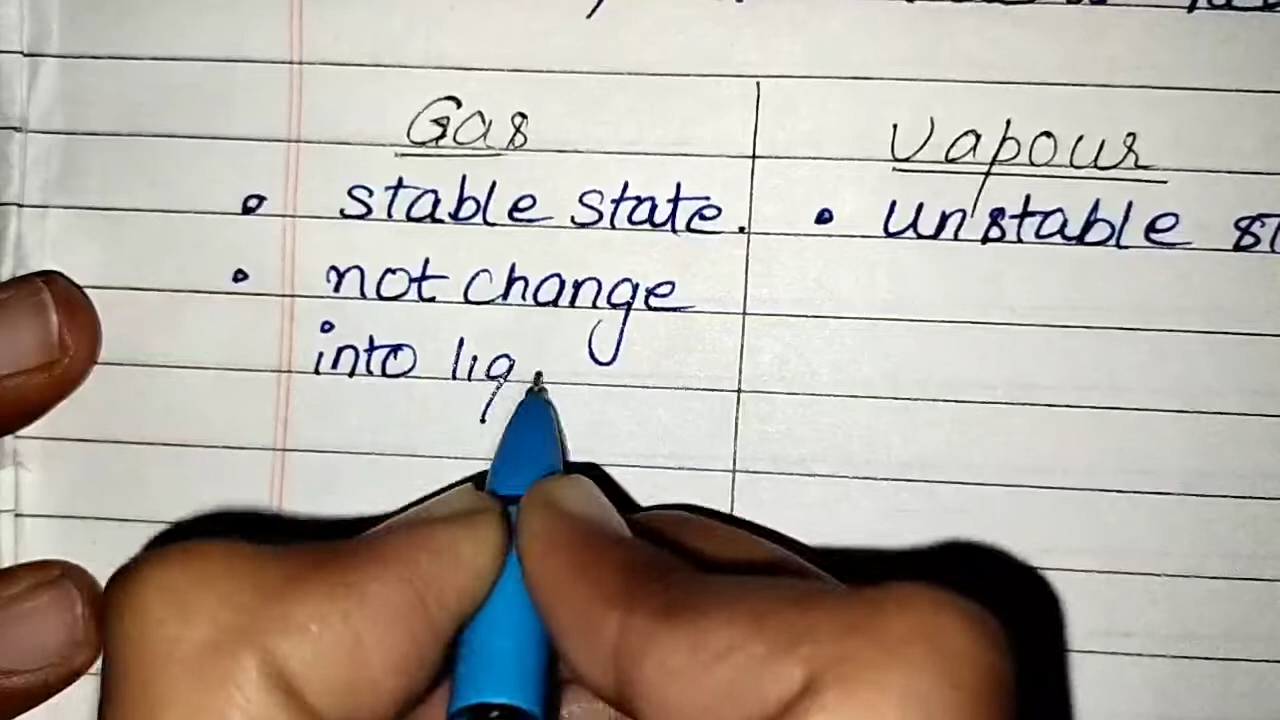 Gas
Vapour
• stable state.
• unstable
• not change
into liq